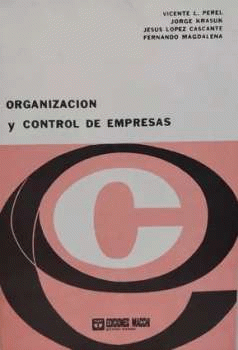 VICENTE L. PEREL
JORGE KRASUK
JESUS LOPEZ CASCANTE
FERNANDO MAGDALENA
ORGANIZACION
y CONTROL DE EMPRESAS
EDICIONES MACCHI